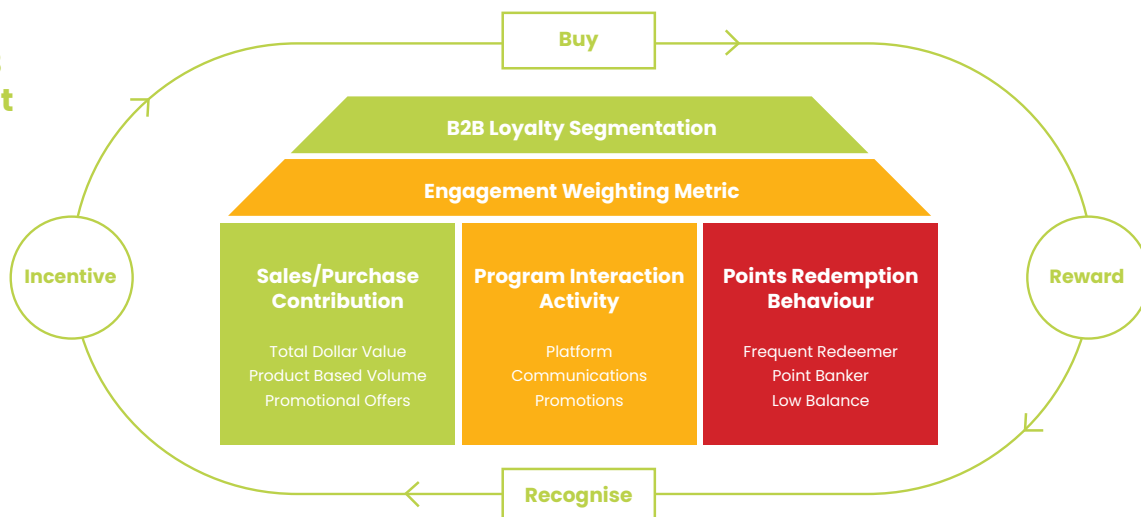 t
Buy
B2B Loyalty Segmentation
Engagement Weighting Metric
Incentive
Sales/Purchase
Contribution
Total Dollar Value
Product Based Volume
Promotional Offers
Program Interaction
Activity
Platform
Communications
Promotions
Points Redemption
Behaviour
Frequent Redeemer
Point Banker
Low Balance
Reward
Recognise